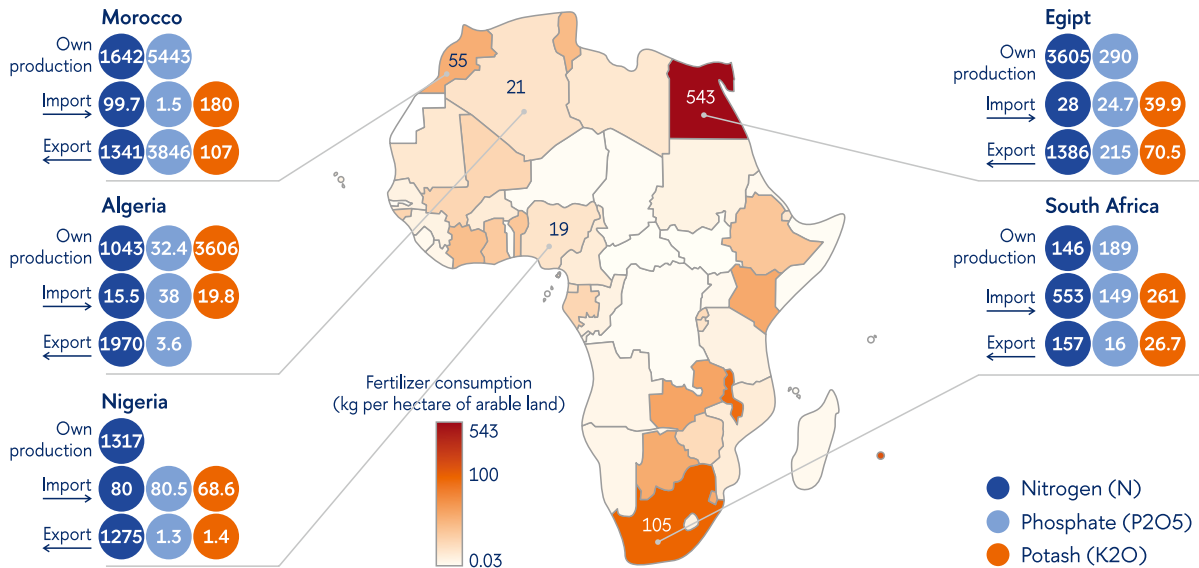 Morocco
Own production
1642 5443
Import
99.7 1.5 180
Export
1341 3846 107
Algeria
Own production
1043 32.4 3606
Import
15.5 38 19.8
Export
1970 3.6
Nigeria
Own production
1317
Import
80 80.5 68.6
Export
1275 1.3 1.4
55
21
543
19
105
Fertilizer consumption
(kg per hectare of arable land)
543
100
0.03
Egipt
Own production
3605 290
Import
28 24.7 39.9
Export
1386 215 70.5
South Africa
Own production
146 189
Import
553 149 261
Export
157 16 26.7
Nitrogen (N)
Phosphate (P2O5)
Potash (K2O)